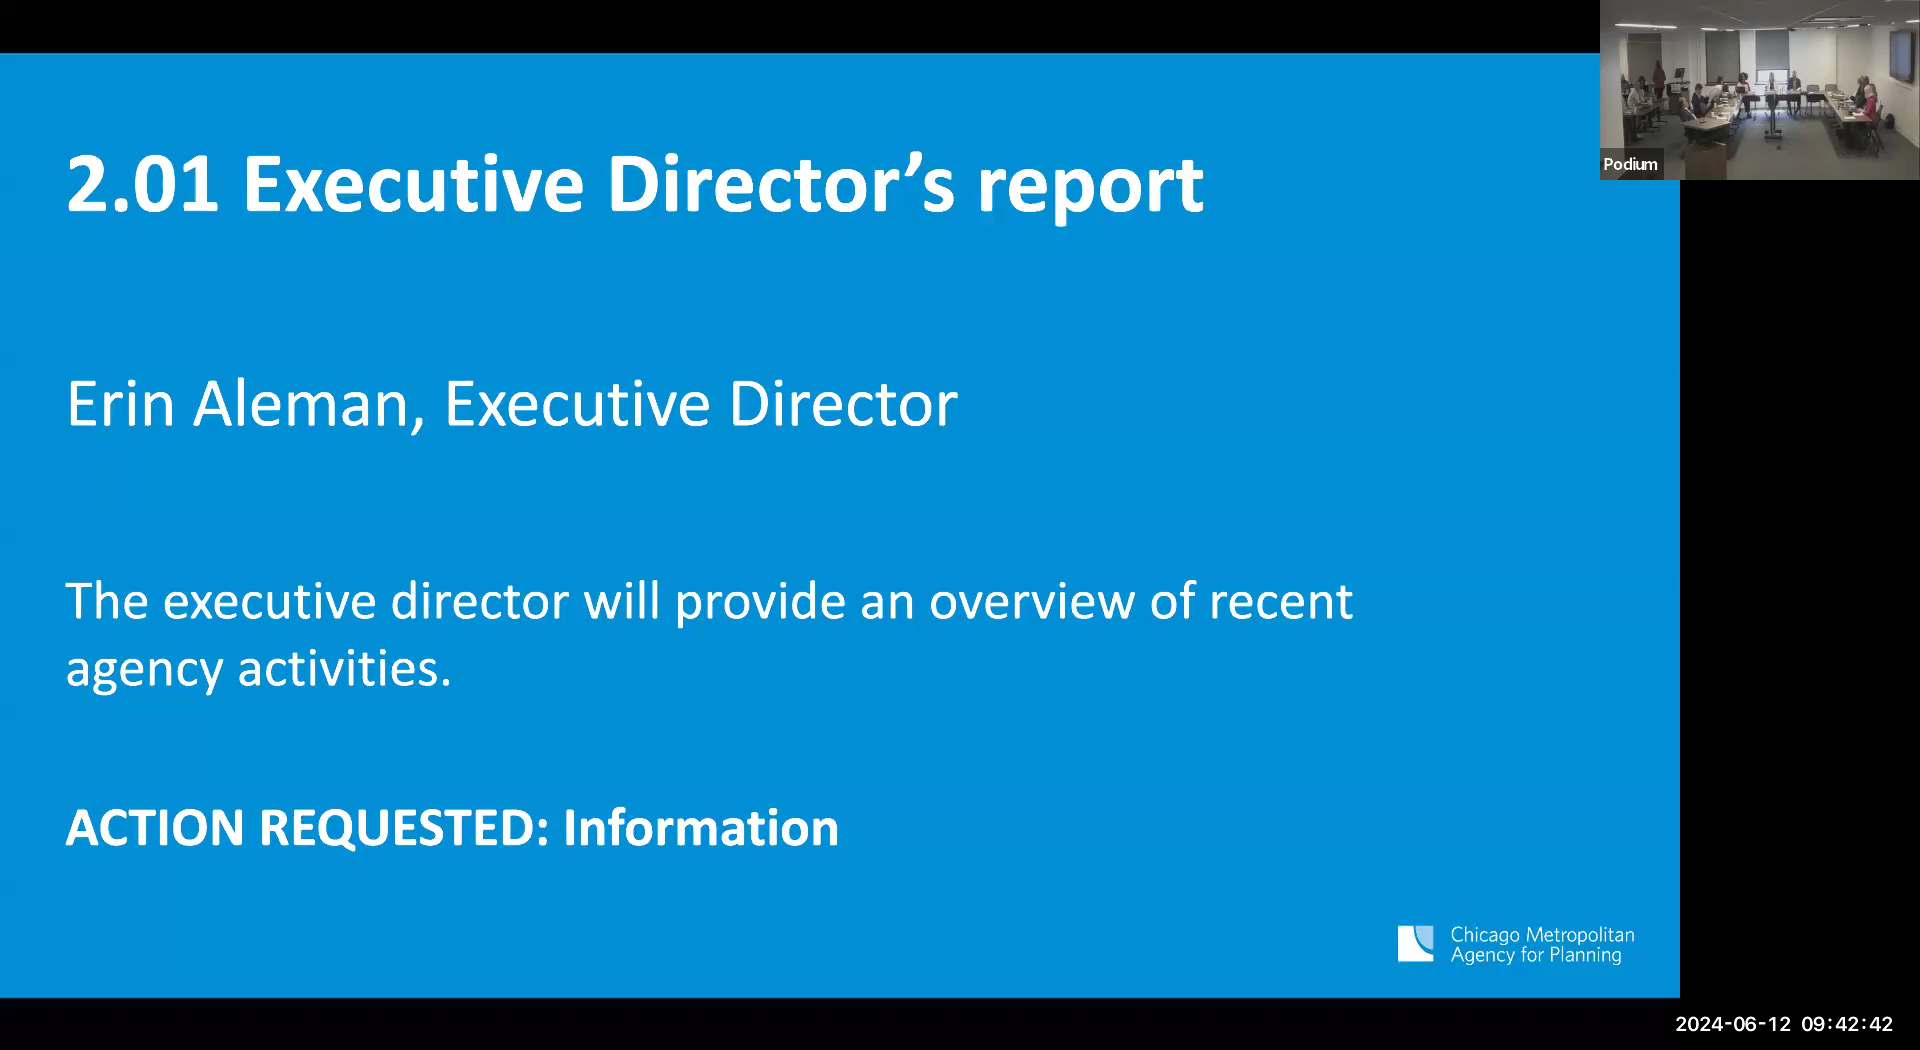 2.01 Executive Director’s report
Erin Aleman, Executive Director
The executive director will provide an overview of recent
agency activities.
ACTION REQUESTED: Information
Chicago Metropolitan
Agency for Planning
Podium
2024-06-12 09:42:42